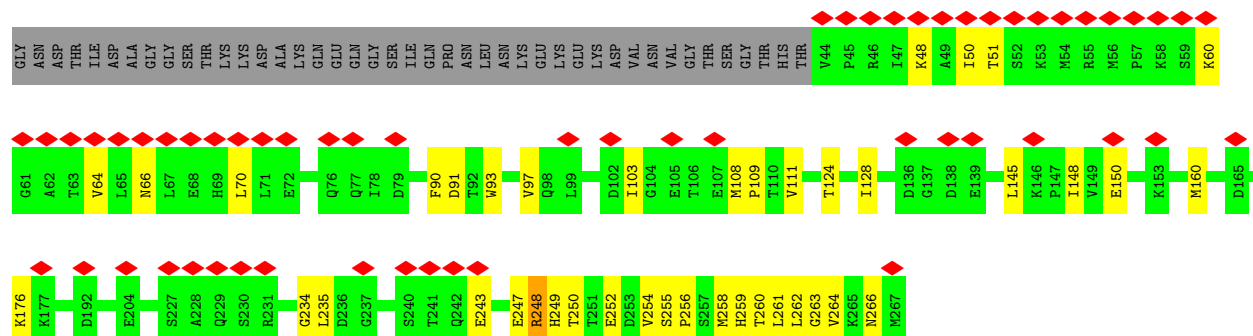 GLY ASN ASP THR ILE ASP ALA GLY GLY SER THR LYS LYS ASP ALA LYS GLN GLU GLN GLY SER ILE GLN PRO ASN LEU ASN LYS GLU LYS GLU LYS ASP VAL ASN VAL GLY THR SER GLY THR HIS THR V44 P45 R46 I47 K48 A49 I50 T51 S52 K53 M54 R55 M56 P57 K58 S59 K60
G61 A62 T63 V64 L65 N66 L67 E68 H69 L70 L71 E72 Q76 Q77 I78 D79 F90 D91 T92 W93 V97 Q98 L99 D102 I103 G104 E105 T106 E107 M108 P109 T110 V111 T124 I128 D136 G137 D138 E139 L145 K146 P147 I148 V149 E150 K153 M160 D165
K176 K177 D192 E204 S227 A228 Q229 S230 R231 G234 L235 D236 G237 S240 T241 Q242 E243 E247 R248 H249 T250 T251 E252 D253 V254 S255 P256 S257 M258 H259 T260 L261 L262 G263 V264 K265 N266 M267